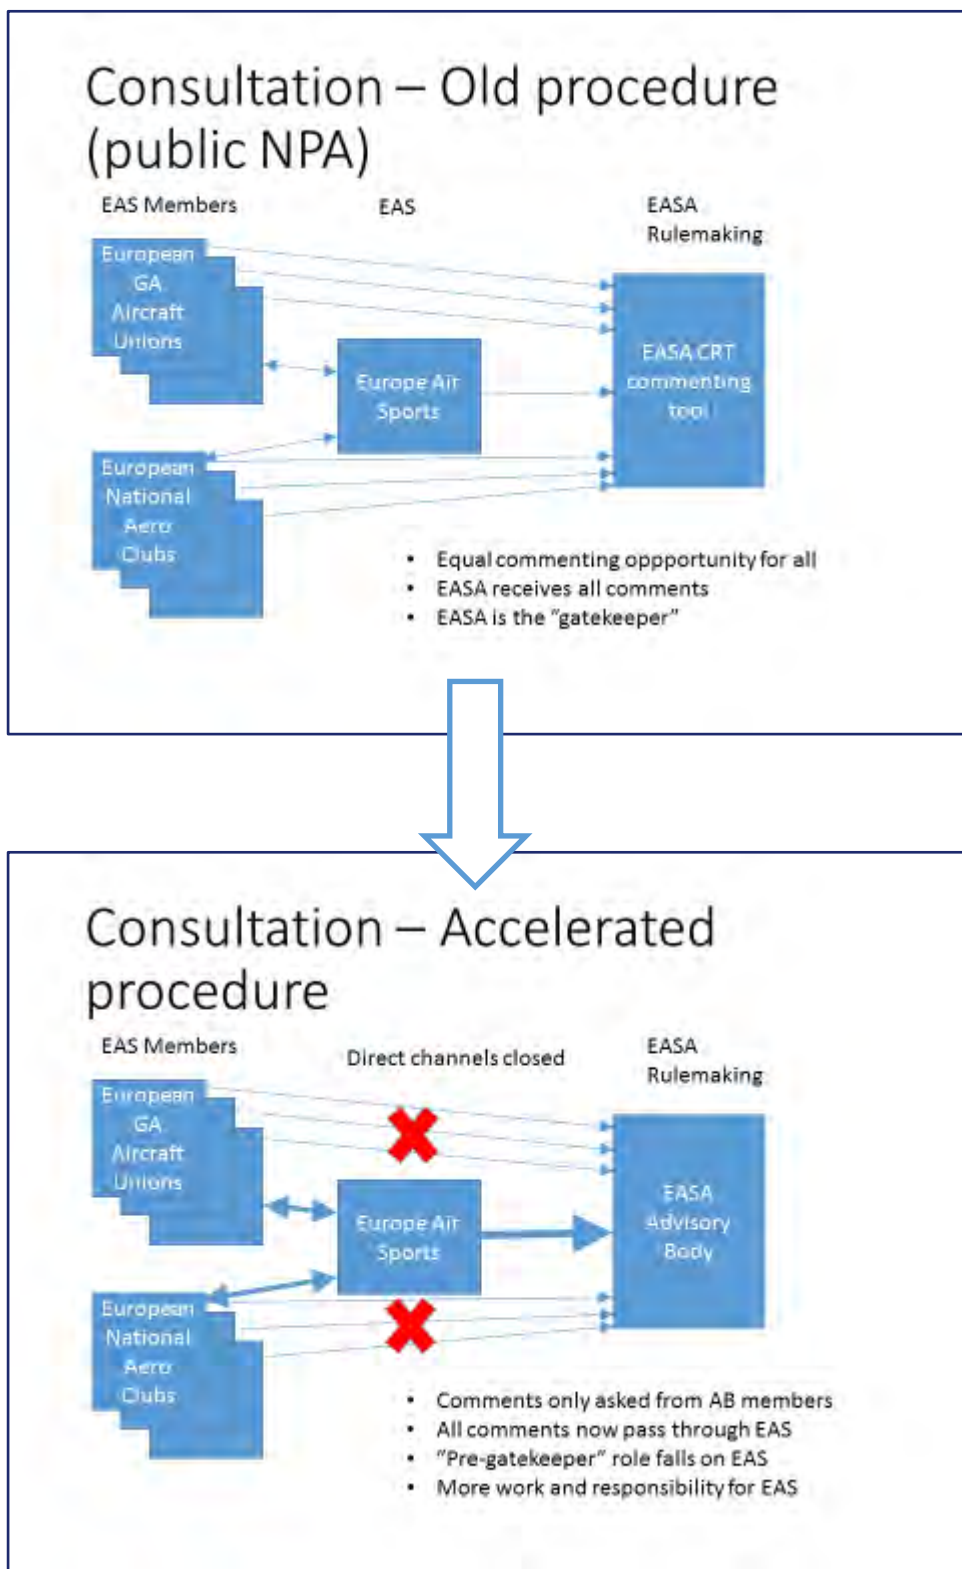 Consultation – Old procedure
(public NPA)
EAS Members
EAS
EASA
Rulemaking
European
GA
Aircraft
Unions
Europe Air
Sports
EASA CRT
commenting
tool
European
National
Aero
Clubs
• Equal commenting oppportunity for all
• EASA receives all comments
• EASA is the "gatekeeper"
Consultation – Accelerated
procedure
EAS Members
Direct channels closed
EASA
Rulemaking
European
GA
Aircraft
Unions
Europe Air
Sports
EASA
Advisory
Body
European
National
Aero
Clubs
• Comments only asked from AB members
• All comments now pass through EAS
• "Pre-gatekeeper" role falls on EAS
• More work and responsibility for EAS